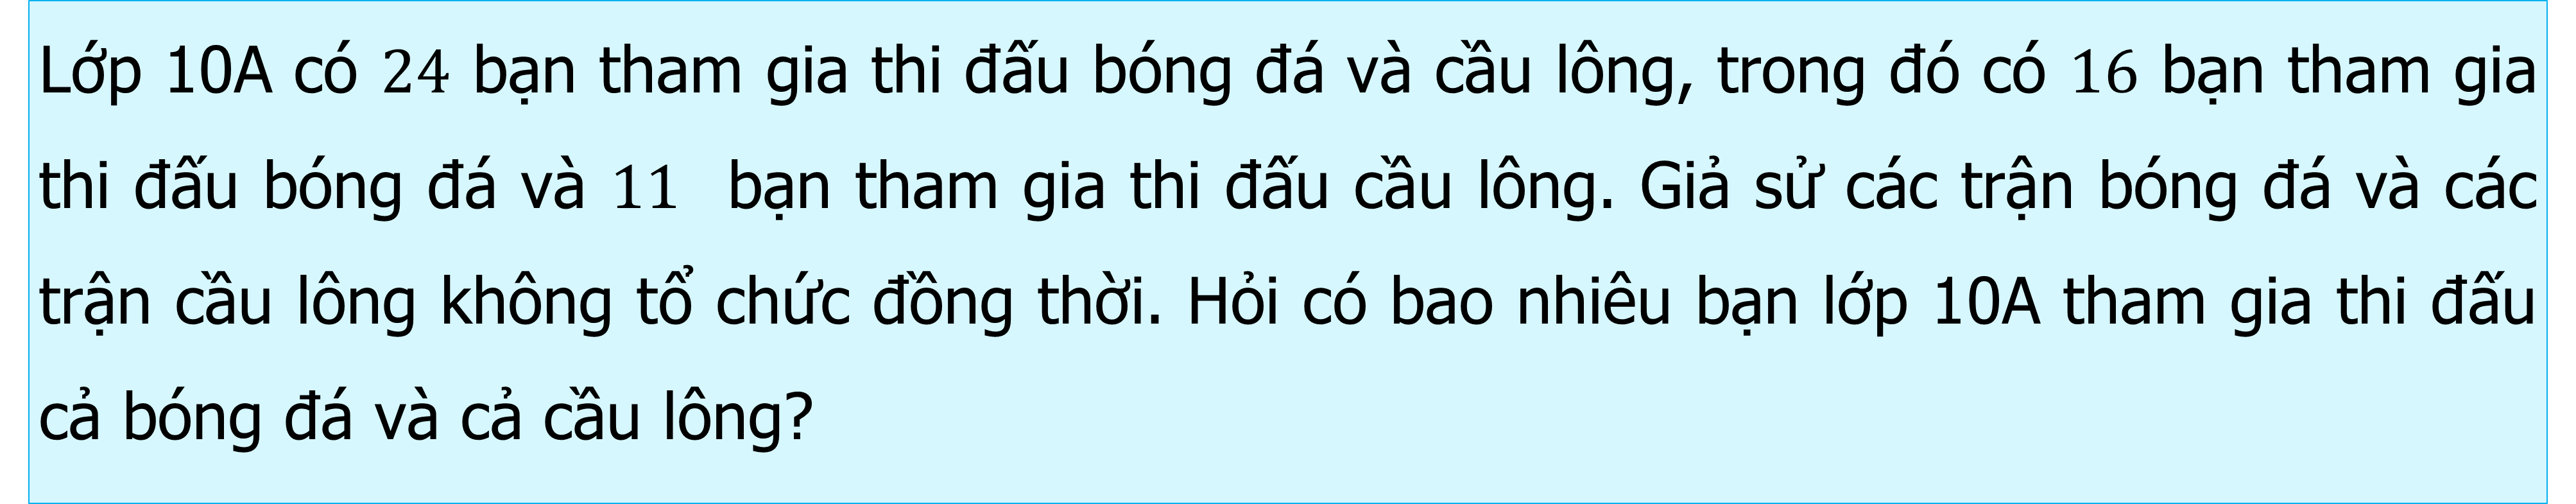 Lớp 10A có 24 bạn tham gia thi đấu bóng đá và cầu lông, trong đó có 16 bạn tham gia
thi đấu bóng đá và 11 bạn tham gia thi đấu cầu lông. Giả sử các trận bóng đá và các
trận cầu lông không tổ chức đồng thời. Hỏi có bao nhiêu bạn lớp 10A tham gia thi đấu
cả bóng đá và cả cầu lông?